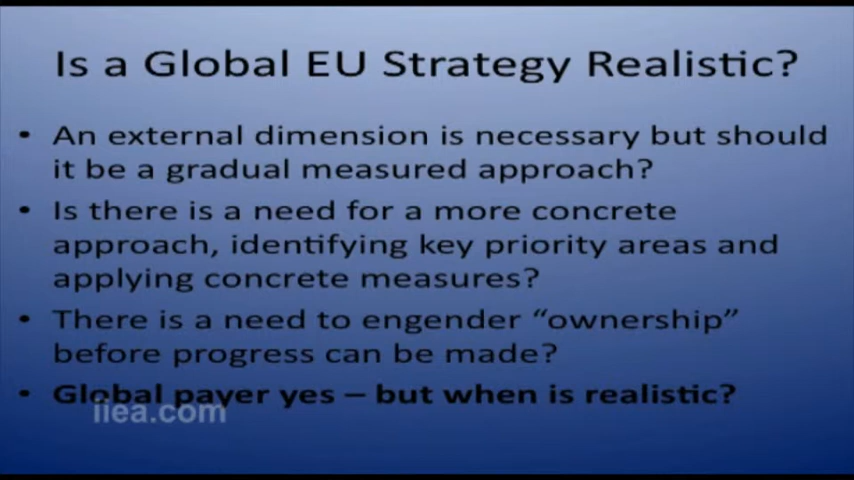 Is a Global EU Strategy Realistic?
• An external dimension is necessary but should
it be a gradual measured approach?
• Is there is a need for a more concrete
approach, identifying key priority areas and
applying concrete measures?
• There is a need to engender “ownership”
before progress can be made?
• Global payer yes – but when is realistic?
iiea.com